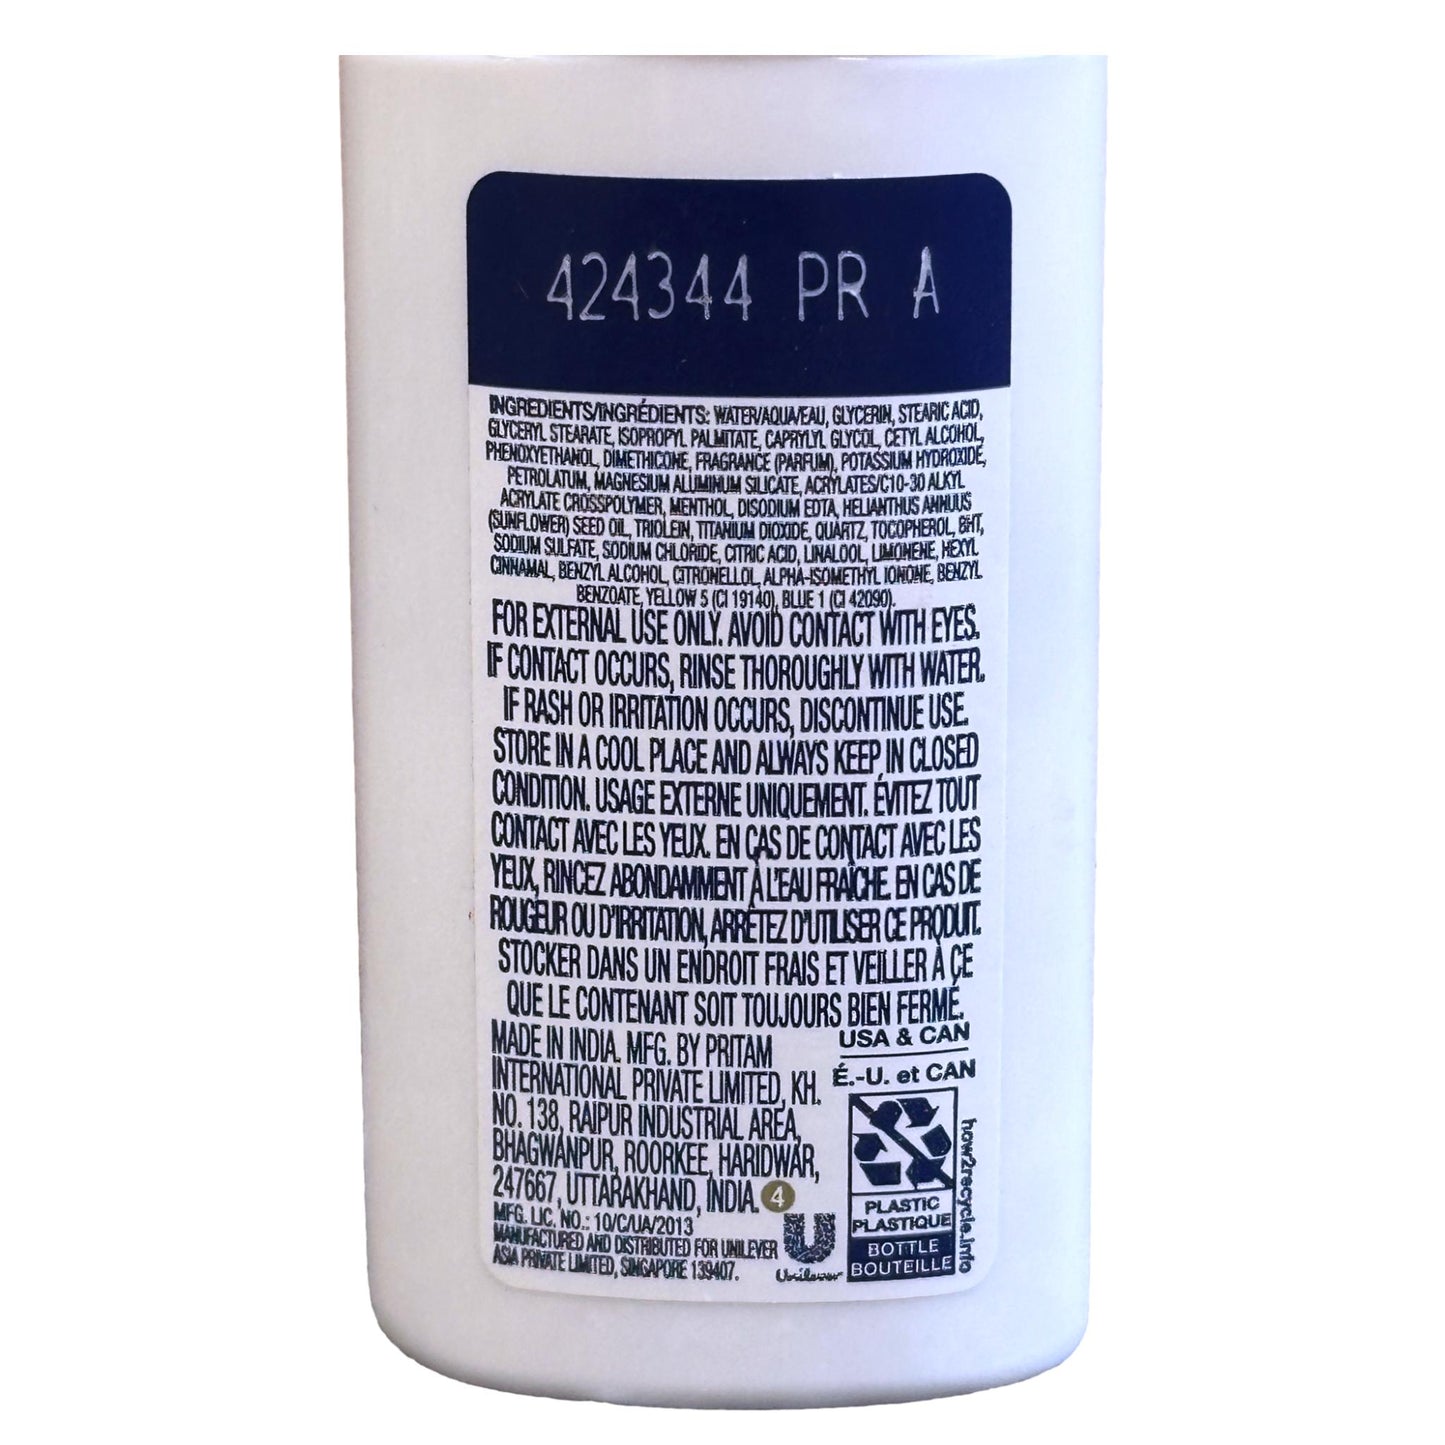 424344 PR A
INGREDIENTS/INGRÉDIENTS: WATER/AQUA/EAU, GLYCERIN, STEARIC ACID,
GLYCERYL STEARATE, ISOPROPYL PALMITATE, CAPRYLYL GLYCOL, CETYL ALCOHOL,
PHENOXYETHANOL, DIMETHICONE, FRAGRANCE (PARFUM), POTASSIUM HYDROXIDE,
PETROLATUM, MAGNESIUM ALUMINUM SILICATE, ACRYLATES/C10-30 ALKYL
ACRYLATE CROSSPOLYMER, MENTHOL, DISODIUM EDTA, HELIANTHUS ANNUUS
(SUNFLOWER) SEED OIL, TRIOLEIN, TITANIUM DIOXIDE, QUARTZ, TOCOPHEROL, BHT,
SODIUM SULFATE, SODIUM CHLORIDE, CITRIC ACID, LINALOOL, LIMONENE, HEXYL
CINNAMAL, BENZYL ALCOHOL, CITRONELLOL, ALPHA-ISOMETHYL IONONE, BENZYL
BENZOATE, YELLOW 5 (CI 19140), BLUE 1 (CI 42090).
FOR EXTERNAL USE ONLY. AVOID CONTACT WITH EYES.
IF CONTACT OCCURS, RINSE THOROUGHLY WITH WATER.
IF RASH OR IRRITATION OCCURS, DISCONTINUE USE.
STORE IN A COOL PLACE AND ALWAYS KEEP IN CLOSED
CONDITION. USAGE EXTERNE UNIQUEMENT. ÉVITEZ TOUT
CONTACT AVEC LES YEUX. EN CAS DE CONTACT AVEC LES
YEUX, RINCEZ ABONDAMMENT À L'EAU FRAÎCHE. EN CAS DE
ROUGEUR OU D'IRRITATION, ARRÊTEZ D'UTILISER CE PRODUIT.
STOCKER DANS UN ENDROIT FRAIS ET VEILLER À CE
QUE LE CONTENANT SOIT TOUJOURS BIEN FERMÉ.
MADE IN INDIA. MFG. BY PRITAM
INTERNATIONAL PRIVATE LIMITED, KH.
NO. 138, RAIPUR INDUSTRIAL AREA,
BHAGWANPUR, ROORKEE, HARIDWAR,
247667, UTTARAKHAND, INDIA. 4
MFG. LIC. NO.: 10/C/UA/2013
MANUFACTURED AND DISTRIBUTED FOR UNILEVER
ASIA PRIVATE LIMITED, SINGAPORE 139407.
Unilever
USA & CAN
É.-U. et CAN
PLASTIC
PLASTIQUE
BOTTLE
BOUTEILLE
how2recycle.info